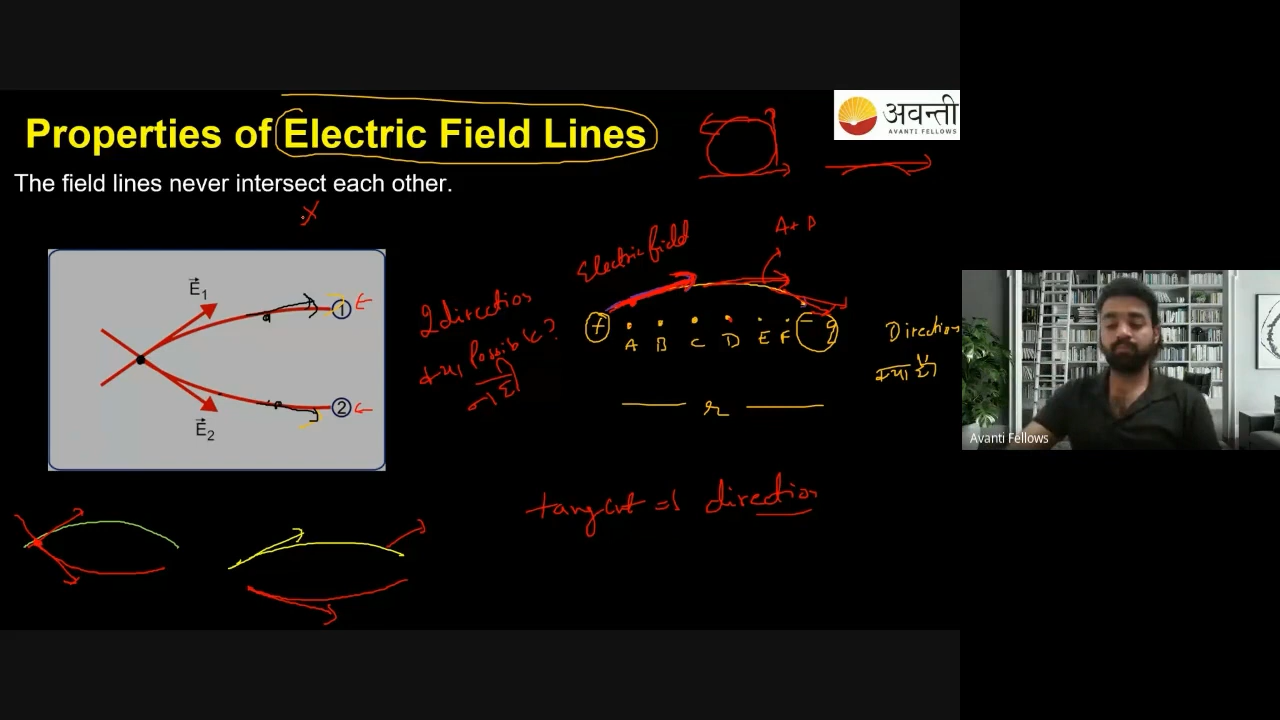 Properties of Electric Field Lines
अवन्ती
AVANTI FELLOWS
The field lines never intersect each other.
x
A+ D
Electric field
E₁
1
E
2 direction
क्या possible?
नहीं
+
- q
A B C D E F
Direction
क्या है
r
2
E₂
tangent => direction
Avanti Fellows